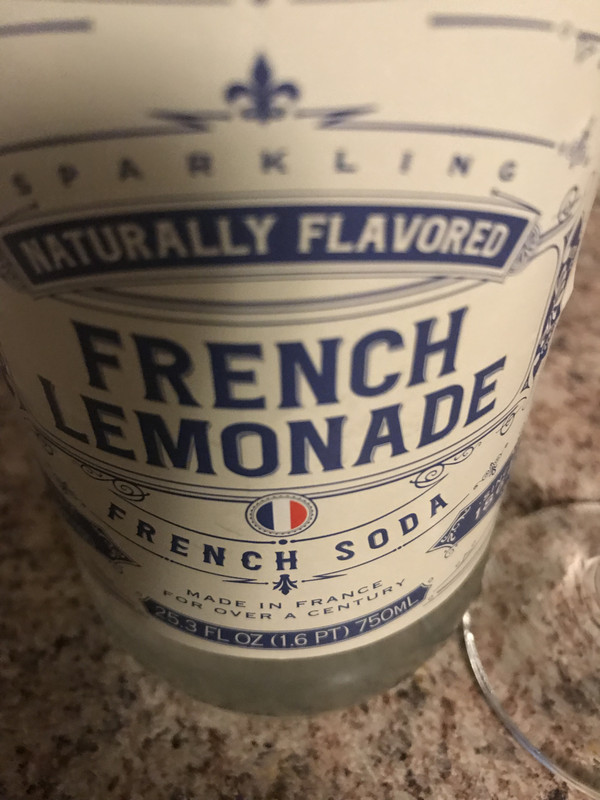 SPARKLING
NATURALLY FLAVORED
FRENCH
LEMONADE
FRENCH SODA
MADE IN FRANCE
FOR OVER A CENTURY
25.3 FL OZ (1.6 PT) 750ML